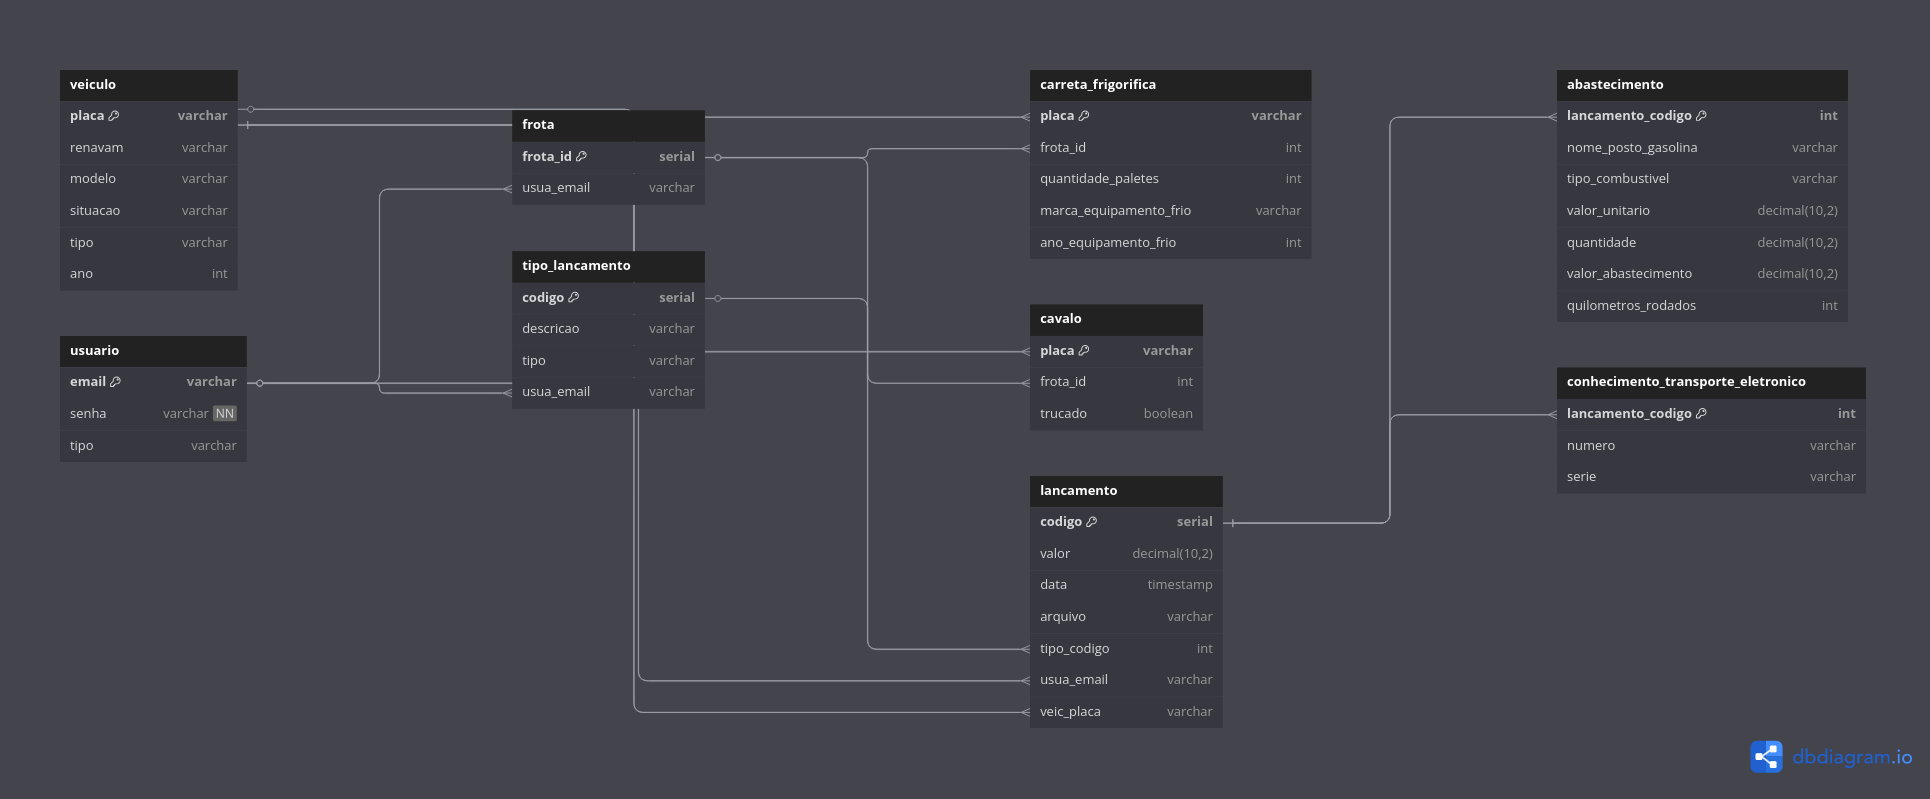 veiculo
placa varchar
renavam varchar
modelo varchar
situacao varchar
tipo varchar
ano int
usuario
email varchar
senha varchar NN
tipo varchar
frota
frota_id serial
usua_email varchar
tipo_lancamento
codigo serial
descricao varchar
tipo varchar
usua_email varchar
carreta_frigorifica
placa varchar
frota_id int
quantidade_paletes int
marca_equipamento_frio varchar
ano_equipamento_frio int
cavalo
placa varchar
frota_id int
trucado boolean
lancamento
codigo serial
valor decimal(10,2)
data timestamp
arquivo varchar
tipo_codigo int
usua_email varchar
veic_placa varchar
abastecimento
lancamento_codigo int
nome_posto_gasolina varchar
tipo_combustivel varchar
valor_unitario decimal(10,2)
quantidade decimal(10,2)
valor_abastecimento decimal(10,2)
quilometros_rodados int
conhecimento_transporte_eletronico
lancamento_codigo int
numero varchar
serie varchar
dbdiagram.io